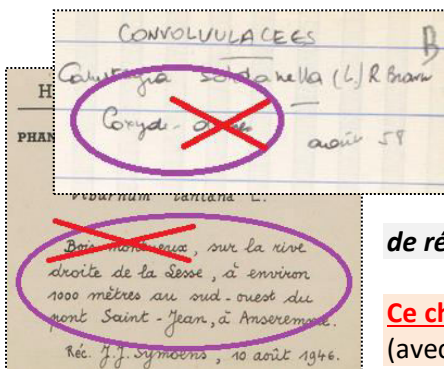 CONVOLVULACEES
B
Calystegia Soldanella (L) R Brown
Coxyde-
août 58
H
PHAN
Viburnum lantana L.
Bois montueux, sur la rive
droite de la Lesse, à environ
1000 mètres au sud-ouest du
pont Saint-Jean, à Anseremme.
Réc. J.J. Symoens, 10 août 1946.
de ré
Ce ch
(avec